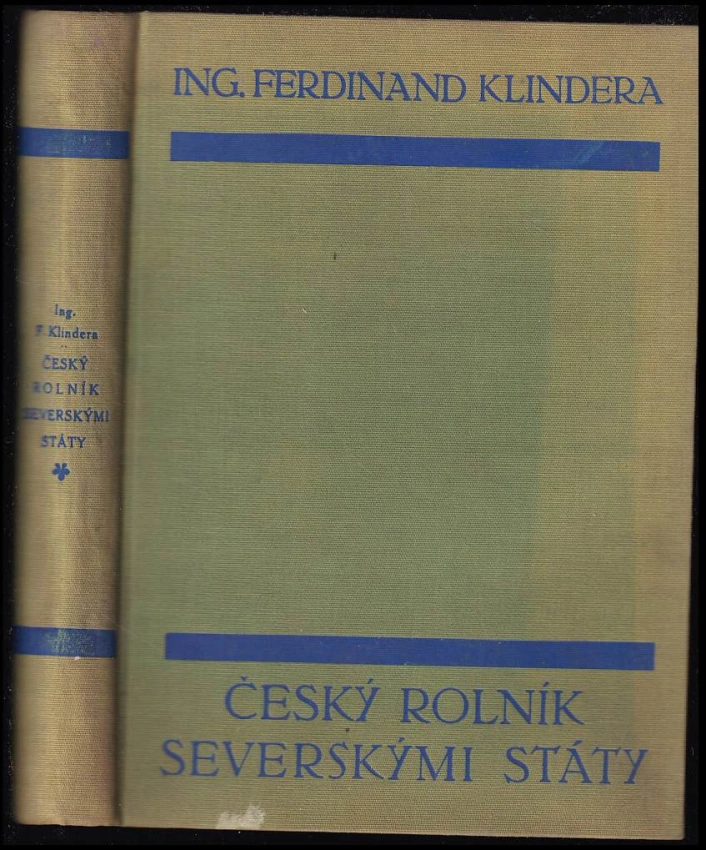 ING. FERDINAND KLINDERA
ČESKÝ ROLNÍK
SEVERSKÝMI STÁTY
Ing.
F. Klindera
ČESKÝ
ROLNÍK
SEVERSKÝMI
STÁTY